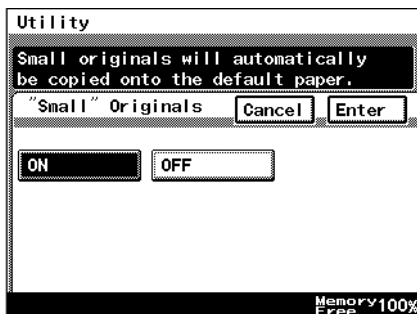 Utility
Small originals will automatically
be copied onto the default paper.
"Small" Originals Cancel Enter
ON OFF
Memory Free 100%